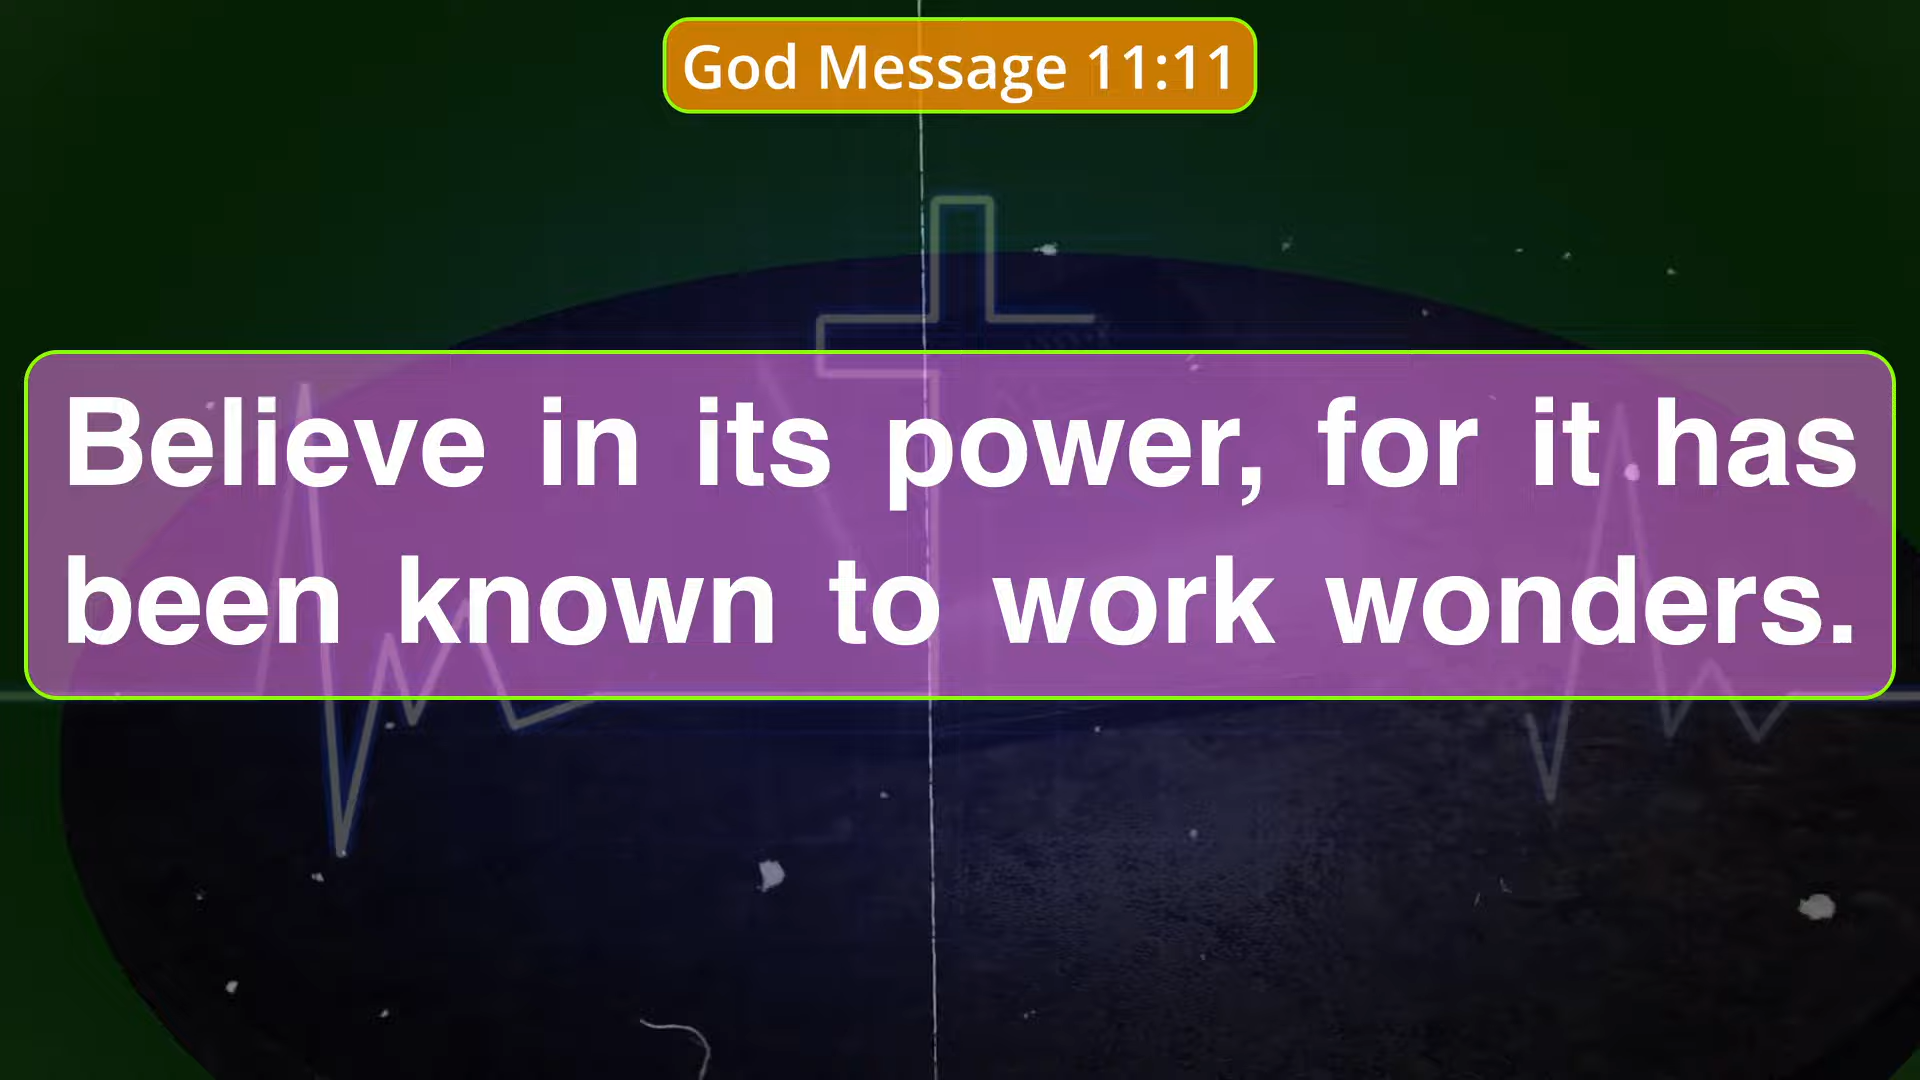 God Message 11:11
Believe in its power, for it has
been known to work wonders.